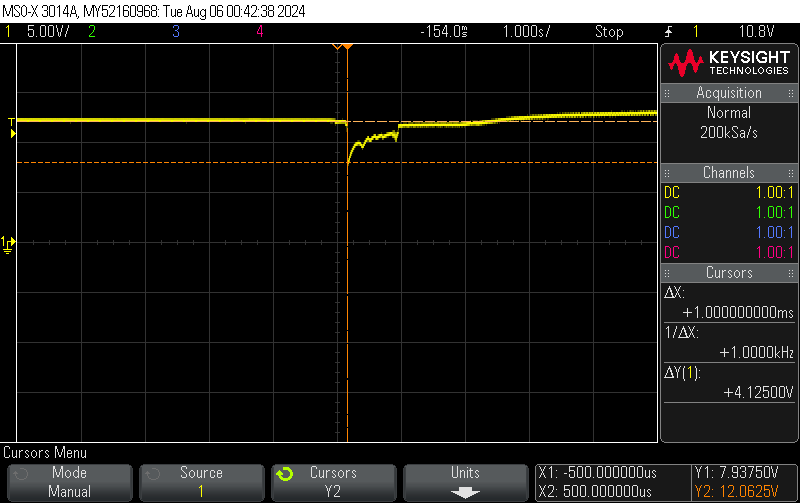 MSO-X 3014A, MY52160968: Tue Aug 06 00:42:38 2024
1 5.00V/ 2 3 4 -154.0ms 1.000s/ Stop 1 10.8V
T
1
KEYSIGHT
TECHNOLOGIES
Acquisition
Normal
200kSa/s
Channels
DC 1.00:1
DC 1.00:1
DC 1.00:1
DC 1.00:1
Cursors
ΔX:
+1.000000000ms
1/ΔX:
+1.0000kHz
ΔY(1):
+4.12500V
Cursors Menu
Mode
Manual
Source
1
Cursors
Y2
Units
X1: -500.000000us
X2: 500.000000us
Y1: 7.93750V
Y2: 12.0625V